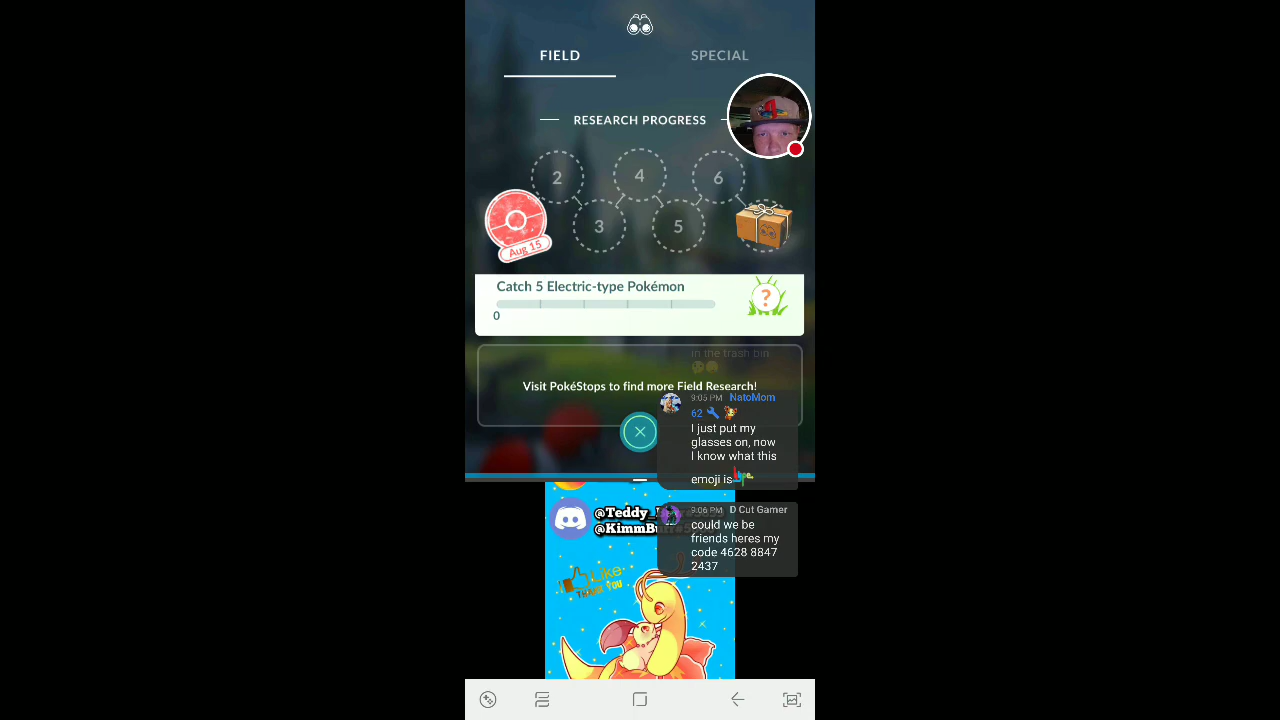 FIELD
SPECIAL
RESEARCH PROGRESS
2
4
6
3
5
Aug 15
Catch 5 Electric-type Pokémon
0
?
in the trash bin
Visit PokéStops to find more Field Research!
9:05 PM NatoMom
62
I just put my
glasses on, now
I know what this
emoji is
@Teddy_
@KimmBu
9:06 PM D Cut Gamer
could we be
friends heres my
code 4628 8847
2437
Like
THANK YOU